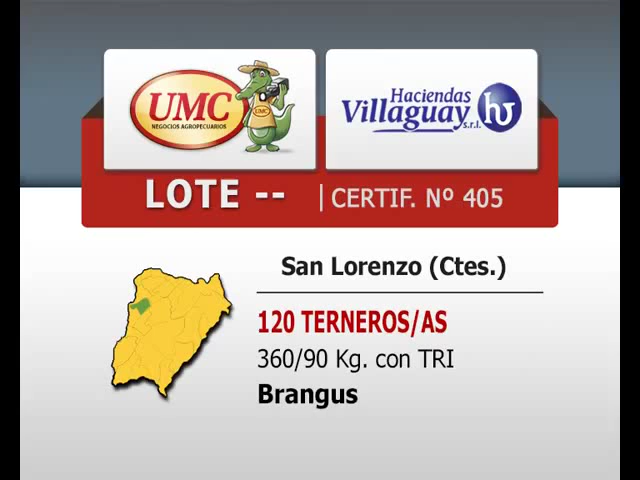 UMC
NEGOCIOS AGROPECUARIOS
UMC
Haciendas
Villaguay
s.r.l.
hv
LOTE -- | CERTIF. Nº 405
San Lorenzo (Ctes.)
120 TERNEROS/AS
360/90 Kg. con TRI
Brangus